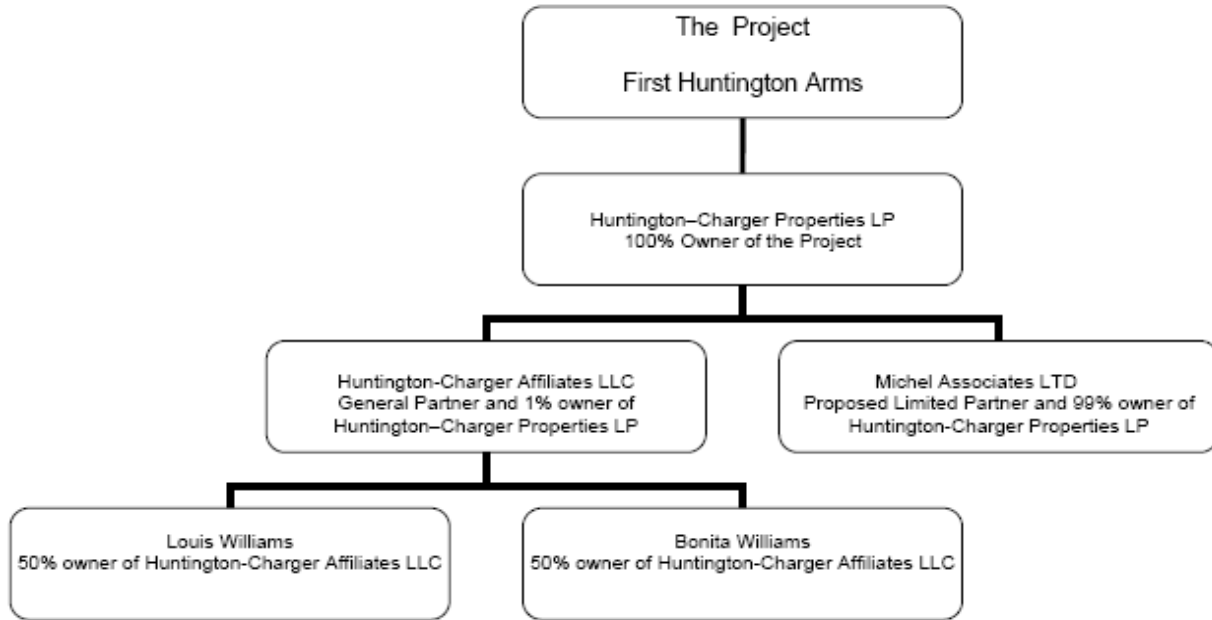 The Project
First Huntington Arms
Huntington–Charger Properties LP
100% Owner of the Project
Huntington-Charger Affiliates LLC
General Partner and 1% owner of
Huntington–Charger Properties LP
Michel Associates LTD
Proposed Limited Partner and 99% owner of
Huntington-Charger Properties LP
Louis Williams
50% owner of Huntington-Charger Affiliates LLC
Bonita Williams
50% owner of Huntington-Charger Affiliates LLC